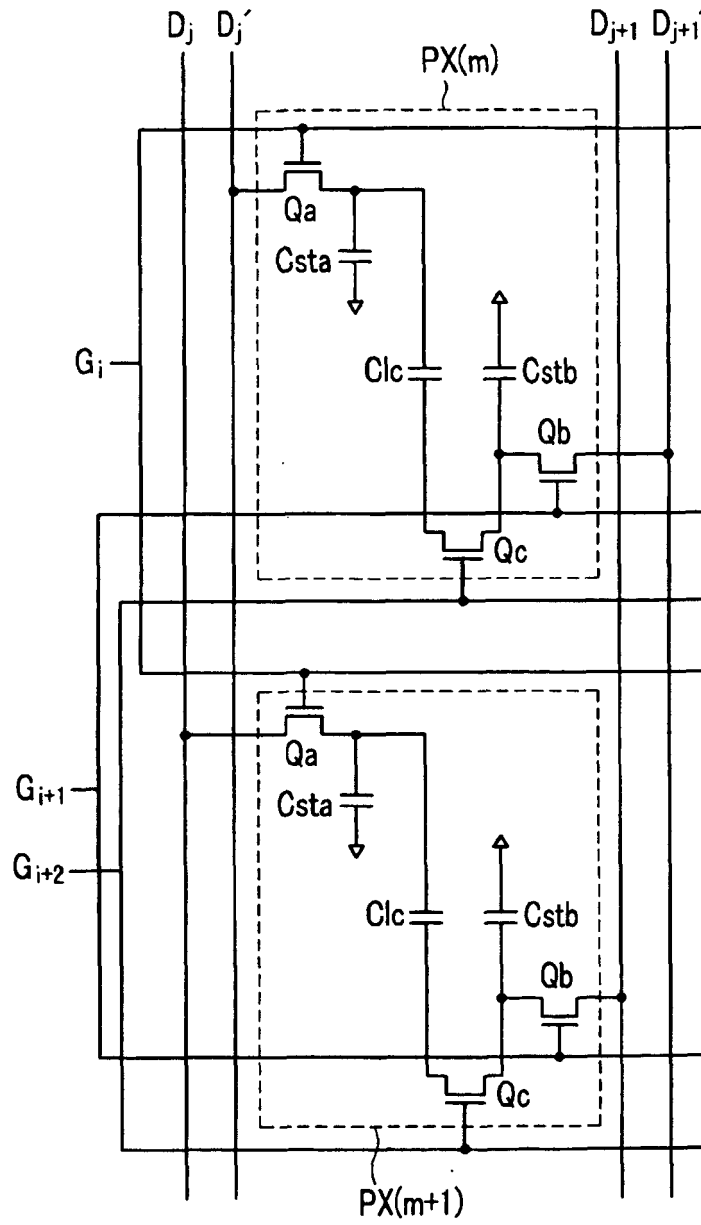 Dj Dj′ Dj+1 Dj+1′
PX(m)
Qa
Csta
Gi
Clc Cstb
Qb
Qc
Qa
Gi+1
Csta
Gi+2
Clc Cstb
Qb
Qc
PX(m+1)